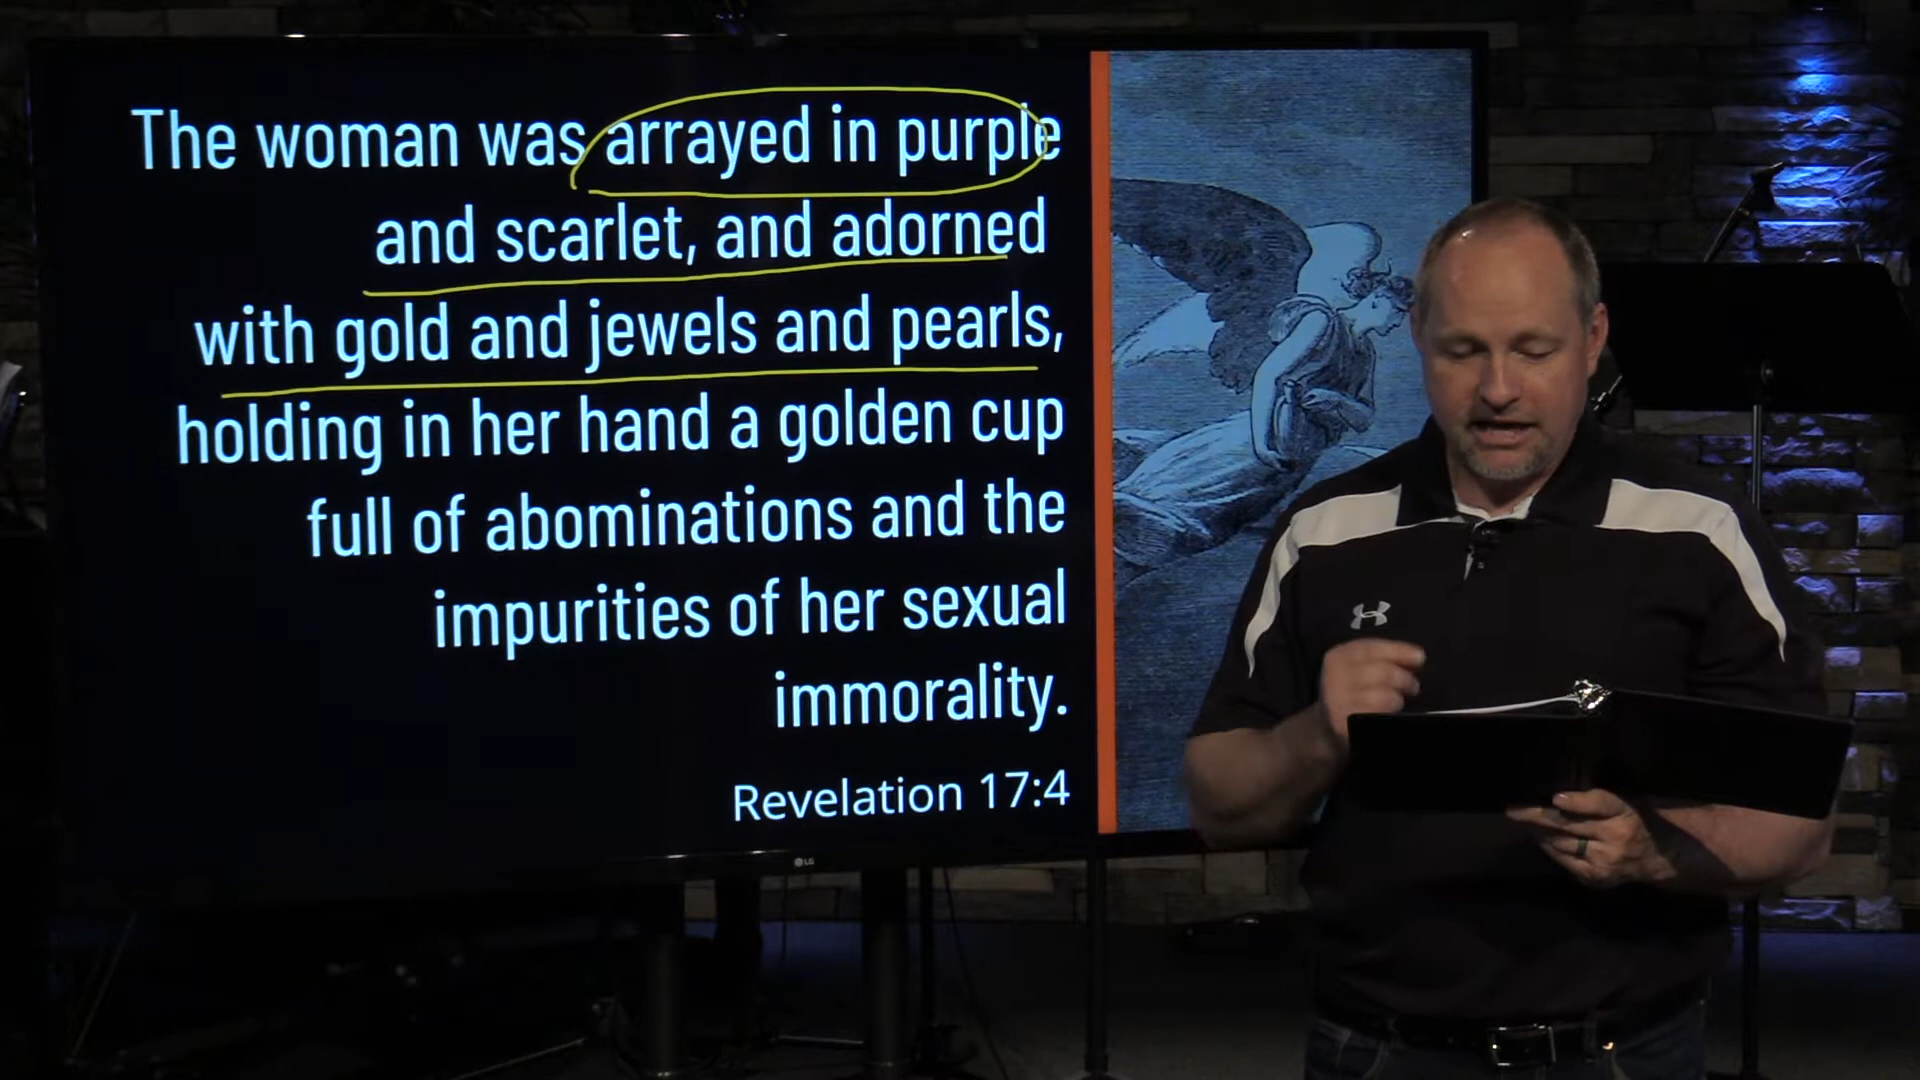 The woman was arrayed in purple
and scarlet, and adorned
with gold and jewels and pearls,
holding in her hand a golden cup
full of abominations and the
impurities of her sexual
immorality.
Revelation 17:4
LG